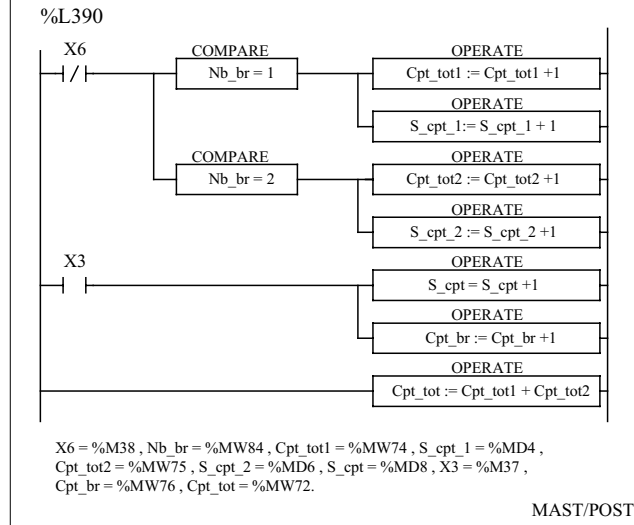 %L390
X6
COMPARE
OPERATE
Nb_br = 1
Cpt_tot1 := Cpt_tot1 +1
OPERATE
S_cpt_1:= S_cpt_1 + 1
COMPARE
OPERATE
Nb_br = 2
Cpt_tot2 := Cpt_tot2 +1
OPERATE
S_cpt_2 := S_cpt_2 +1
X3
OPERATE
S_cpt = S_cpt +1
OPERATE
Cpt_br := Cpt_br +1
OPERATE
Cpt_tot := Cpt_tot1 + Cpt_tot2
X6 = %M38 , Nb_br = %MW84 , Cpt_tot1 = %MW74 , S_cpt_1 = %MD4 ,
Cpt_tot2 = %MW75 , S_cpt_2 = %MD6 , S_cpt = %MD8 , X3 = %M37 ,
Cpt_br = %MW76 , Cpt_tot = %MW72.
MAST/POST